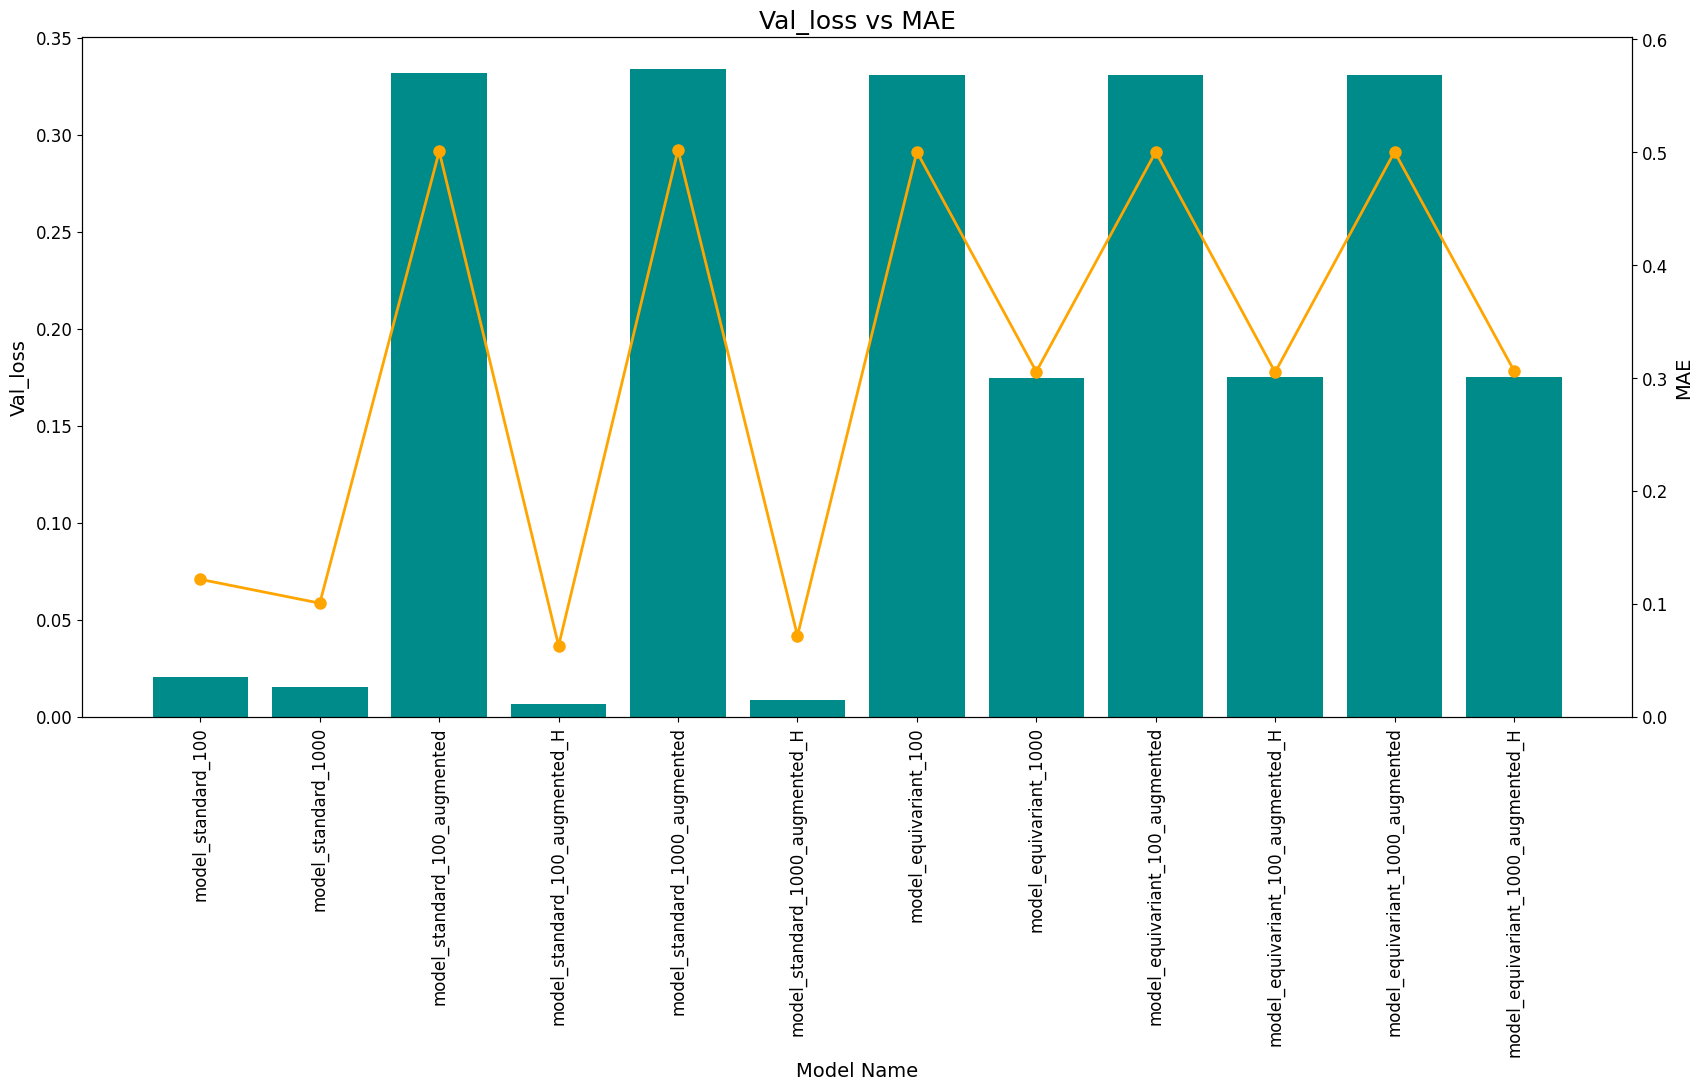 Val_loss vs MAE
Val_loss
0.35
0.30
0.25
0.20
0.15
0.10
0.05
0.00
0.6
0.5
0.4
0.3
0.2
0.1
0.0
MAE
model_standard_100
model_standard_1000
model_standard_100_augmented
model_standard_100_augmented_H
model_standard_1000_augmented
model_standard_1000_augmented_H
model_equivariant_100
model_equivariant_1000
model_equivariant_100_augmented
model_equivariant_100_augmented_H
model_equivariant_1000_augmented
model_equivariant_1000_augmented_H
Model Name